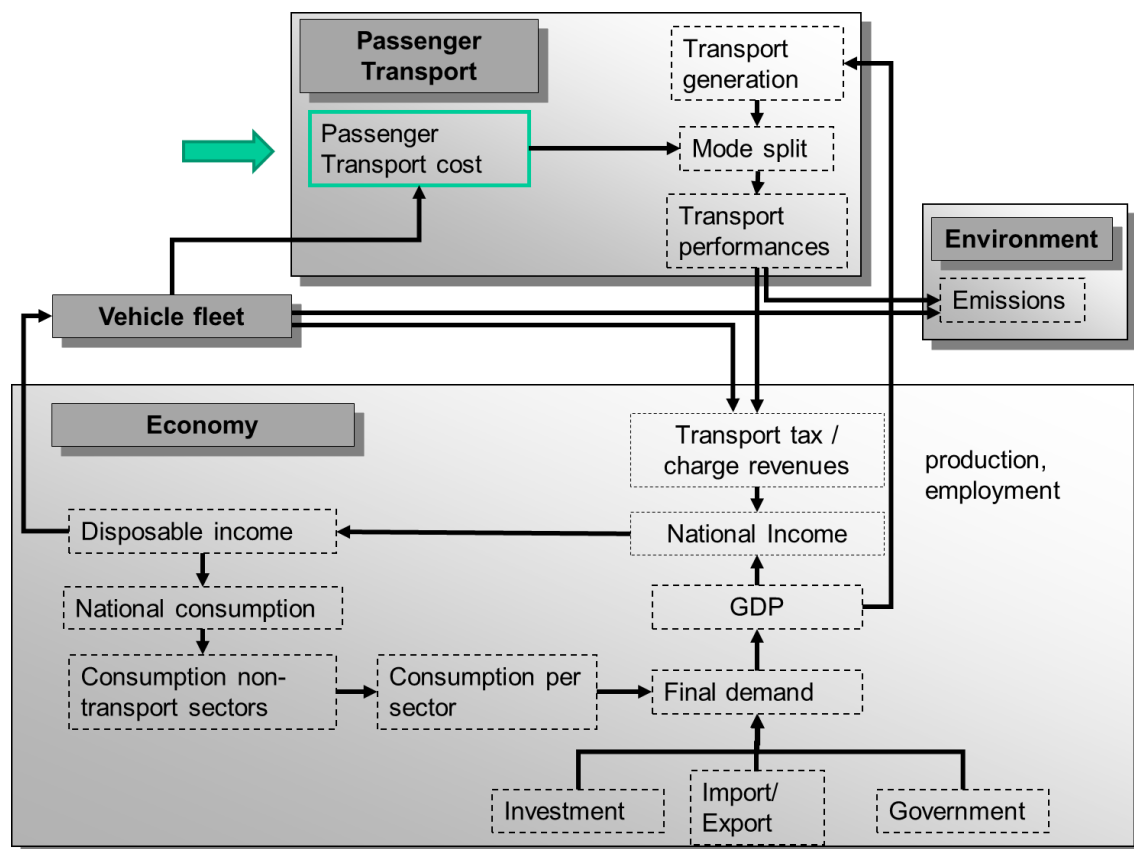 Passenger
Transport
Transport
generation
Passenger
Transport cost
Mode split
Transport
performances
Environment
Emissions
Vehicle fleet
Economy
Transport tax /
charge revenues
production,
employment
Disposable income
National Income
National consumption
GDP
Consumption non-
transport sectors
Consumption per
sector
Final demand
Investment
Import/
Export
Government